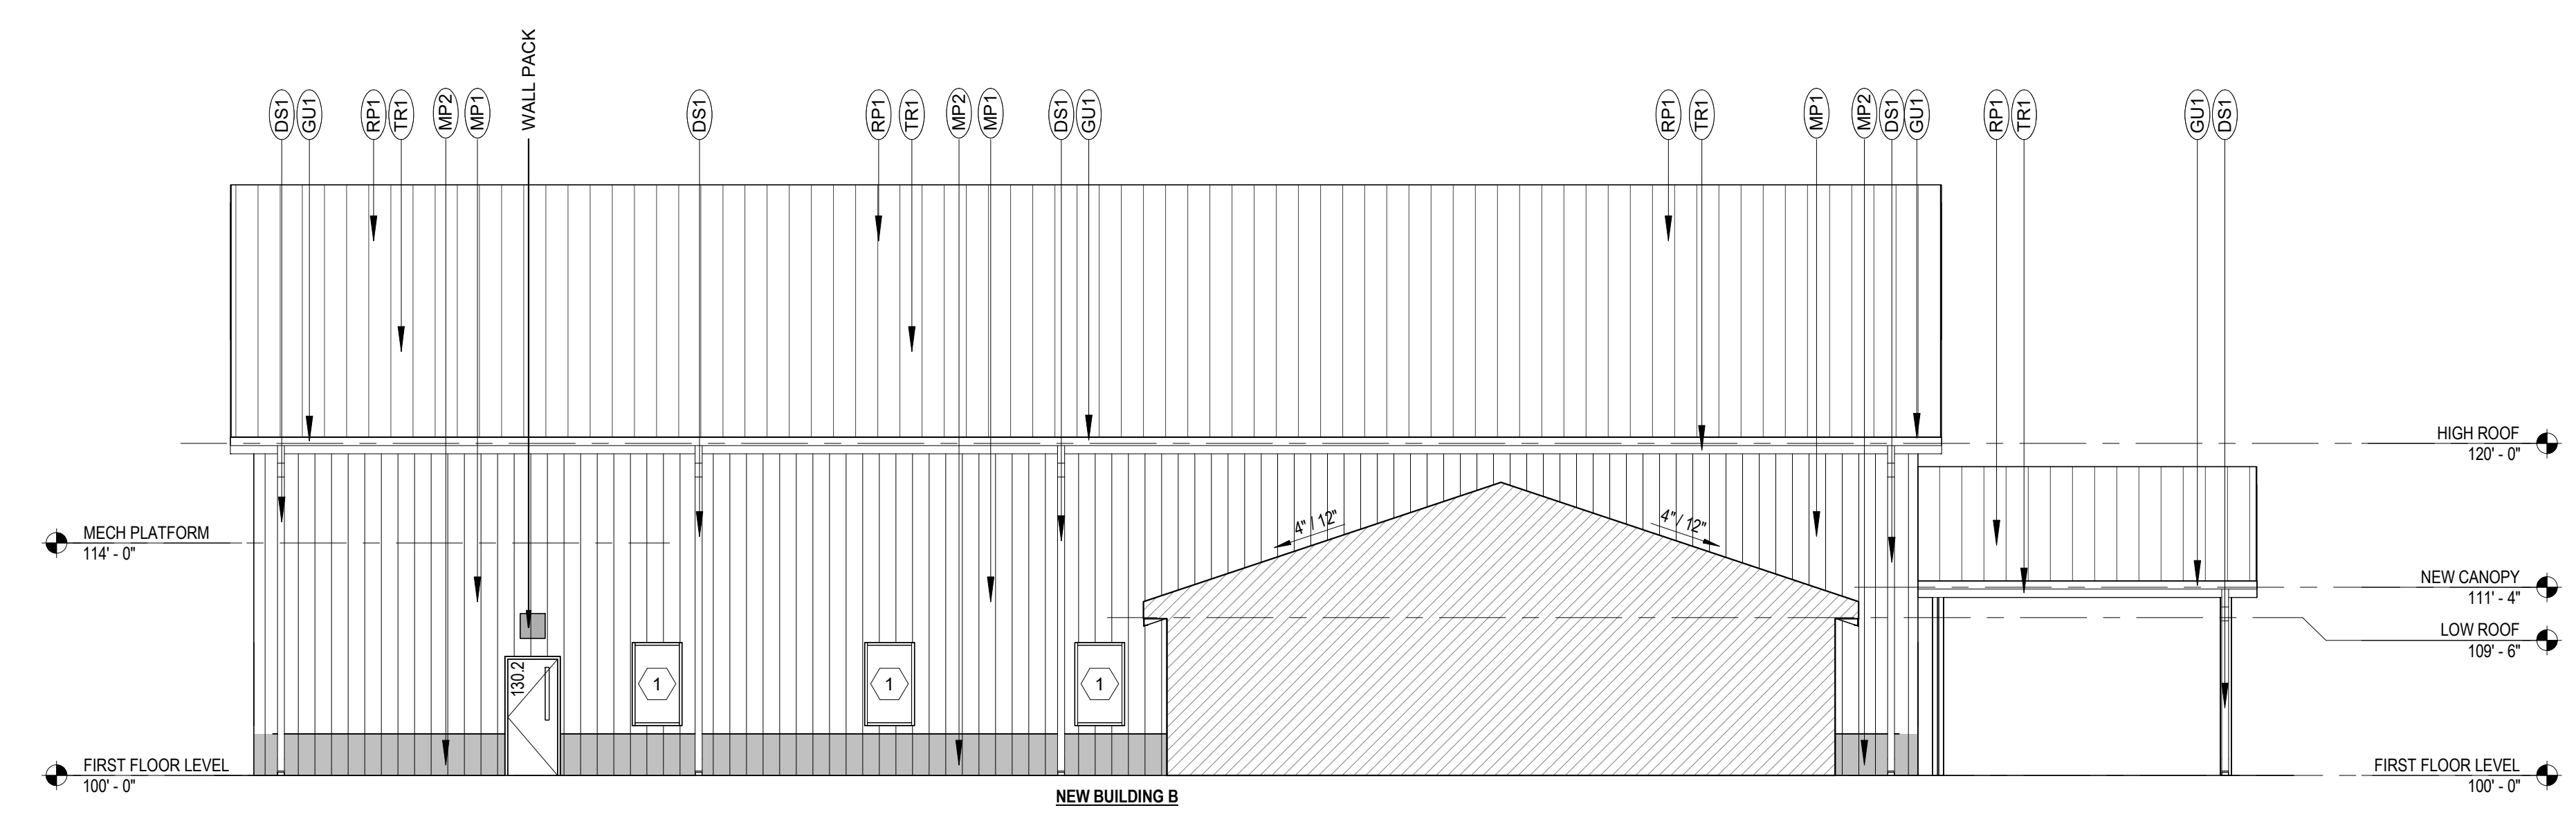 WALL PACK
DS1
GU1
RP1
TR1
MP2
MP1
DS1
RP1
TR1
MP2
MP1
DS1
GU1
RP1
TR1
MP1
MP2
DS1
GU1
RP1
TR1
GU1
DS1
HIGH ROOF
120' - 0"
MECH PLATFORM
114' - 0"
4" / 12"
4" / 12"
NEW CANOPY
111' - 4"
LOW ROOF
109' - 6"
130.2
1
1
1
FIRST FLOOR LEVEL
100' - 0"
FIRST FLOOR LEVEL
100' - 0"
NEW BUILDING B